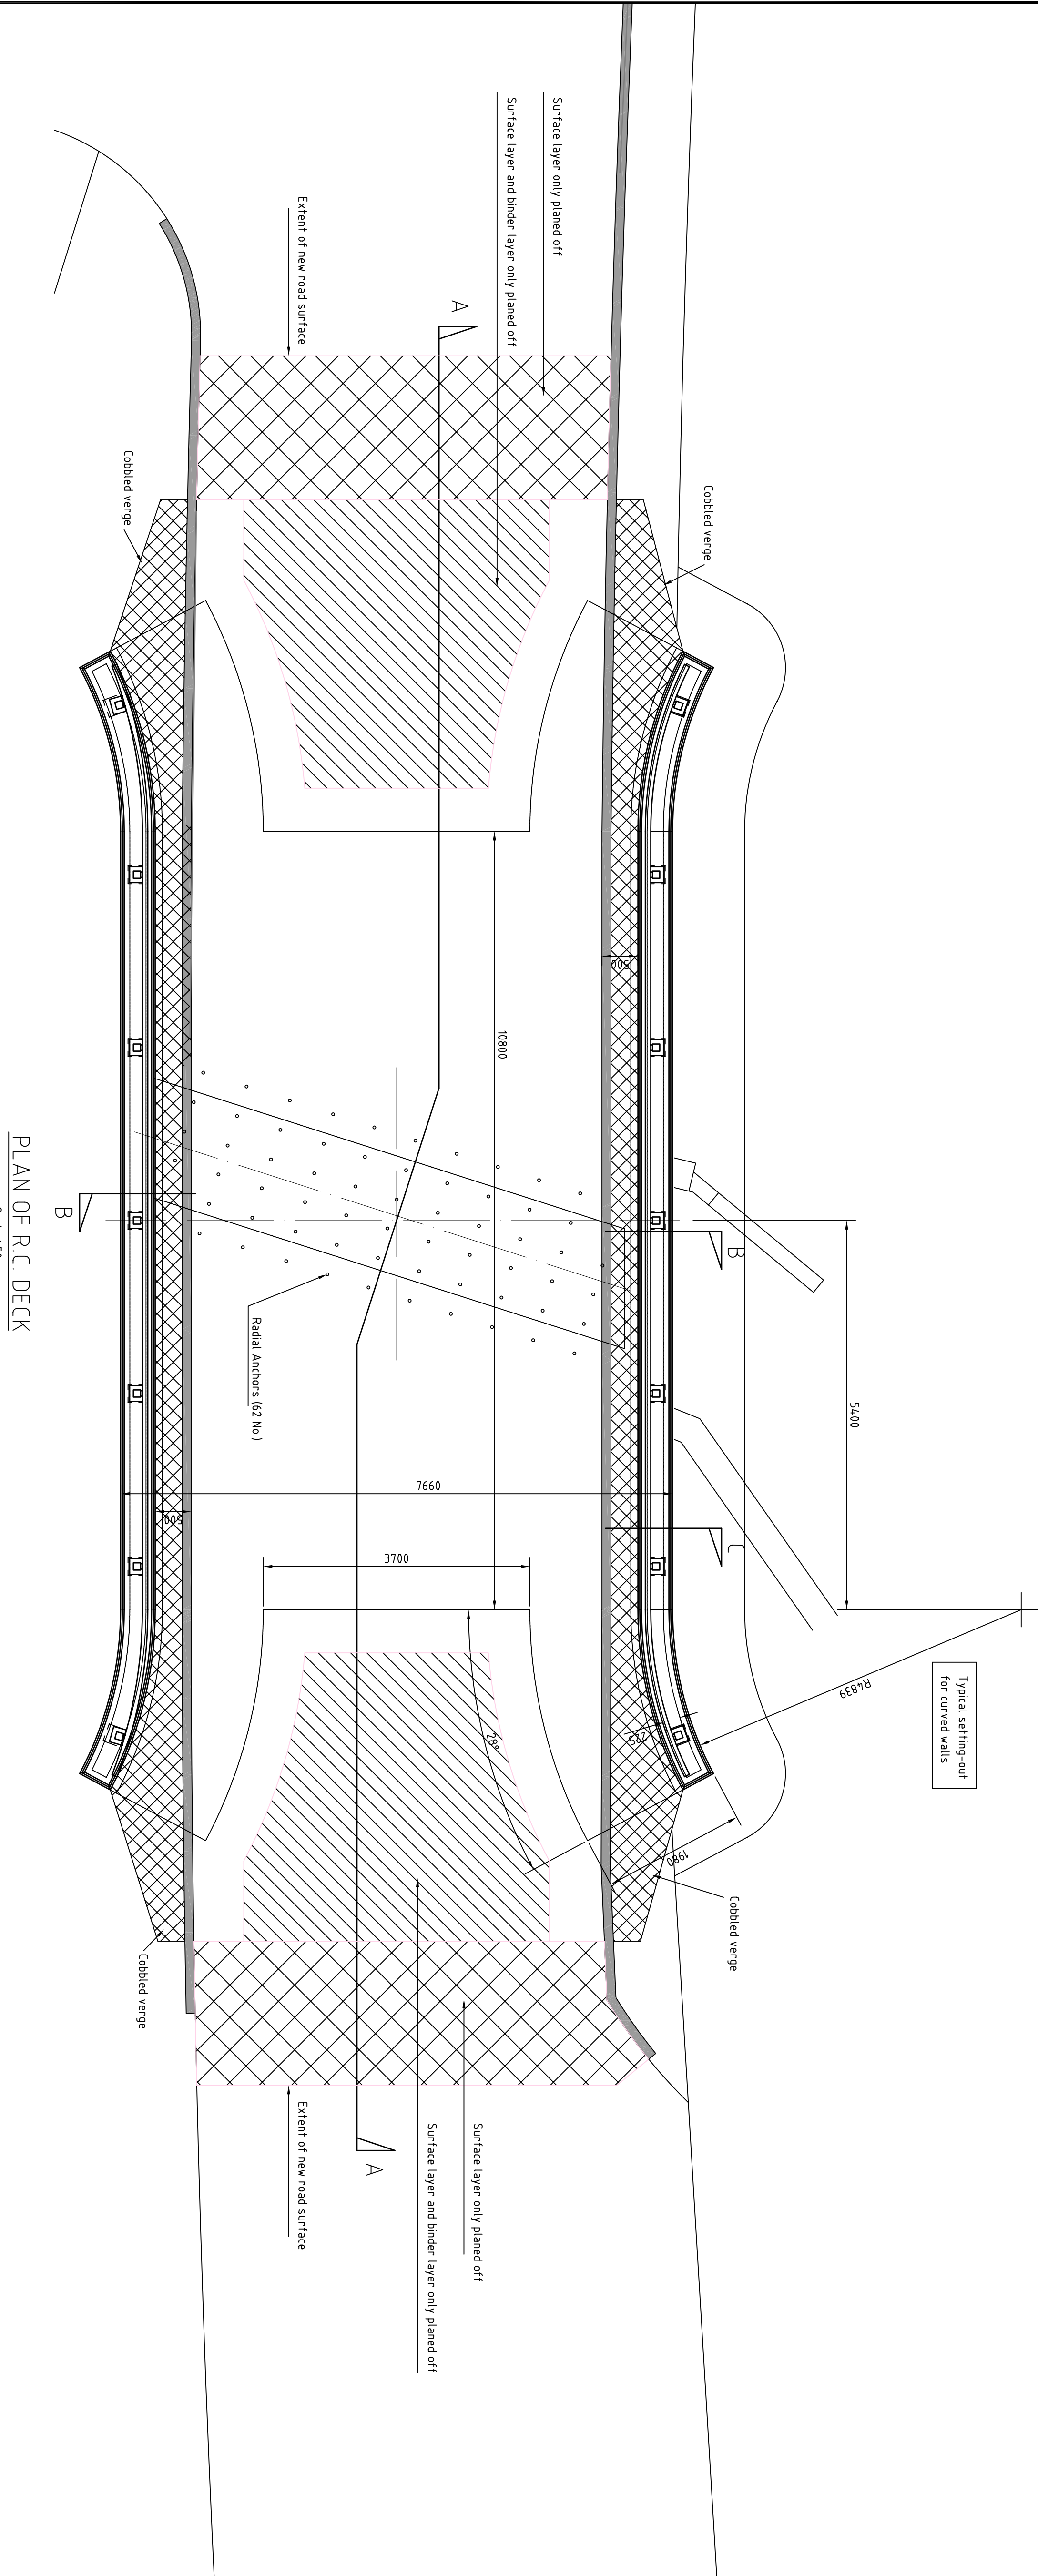 Surface layer only planed off
Surface layer and binder layer only planed off
Extent of new road surface
A
Cobbled verge
Cobbled verge
500
10800
B
B
PLAN OF R.C. DECK
Radial Anchors (62 No.)
5400
7660
500
C
3700
Typical setting-out
for curved walls
R4839
225
28°
1980
Cobbled verge
Cobbled verge
Surface layer only planed off
Surface layer and binder layer only planed off
Extent of new road surface
A